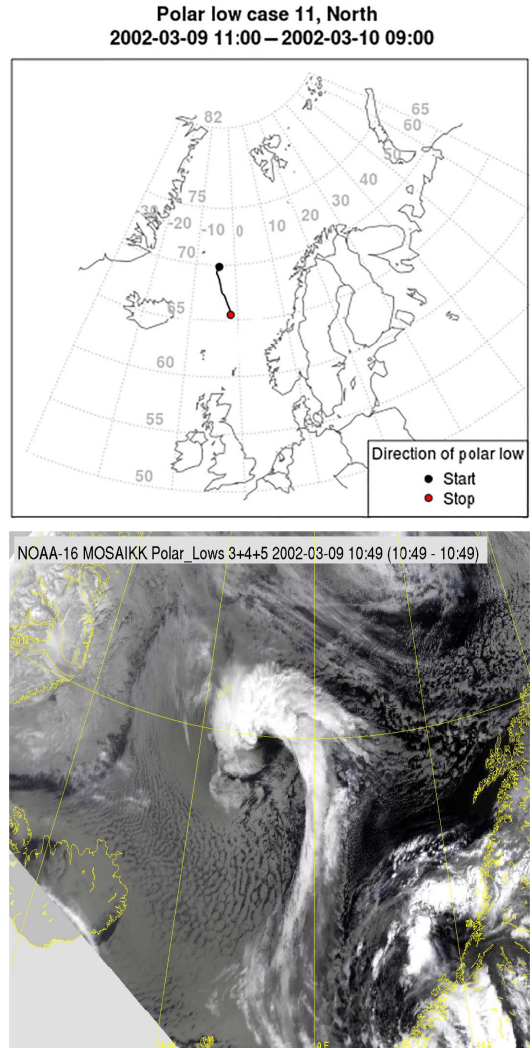 Polar low case 11, North
2002-03-09 11:00 — 2002-03-10 09:00
82
65
60
50
40
75
30
-30
-20
-10
0
10
20
70
65
60
55
50
Direction of polar low
Start
Stop
NOAA-16 MOSAIKK Polar_Lows 3+4+5 2002-03-09 10:49 (10:49 - 10:49)
0 E